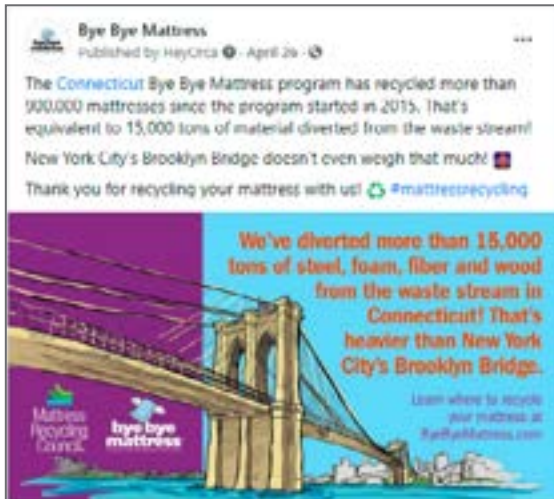 Bye Bye Mattress
Published by HeyOrca · April 26 ·
The Connecticut Bye Bye Mattress program has recycled more than
900,000 mattresses since the program started in 2015. That's
equivalent to 15,000 tons of material diverted from the waste stream!
New York City's Brooklyn Bridge doesn't even weigh that much!
Thank you for recycling your mattress with us! ♻ #mattressrecycling
We've diverted more than 15,000
tons of steel, foam, fiber and wood
from the waste stream in
Connecticut! That's
heavier than New York
City's Brooklyn Bridge.
Learn where to recycle
your mattress at
ByeByeMattress.com
Mattress
Recycling
Council
bye bye
mattress